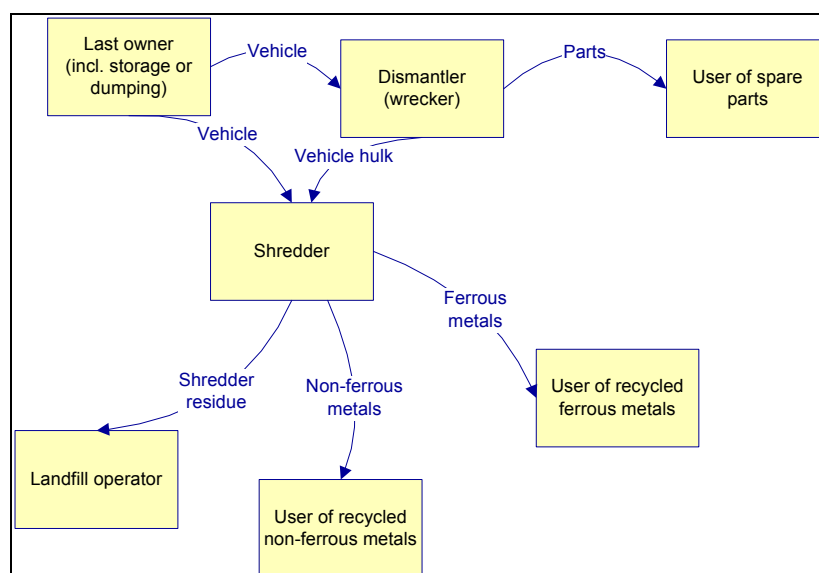 Last owner
(incl. storage or
dumping)
Vehicle
Dismantler
(wrecker)
Parts
User of spare
parts
Vehicle
Vehicle hulk
Shredder
Ferrous
metals
Shredder
residue
Non-ferrous
metals
User of recycled
ferrous metals
Landfill operator
User of recycled
non-ferrous metals